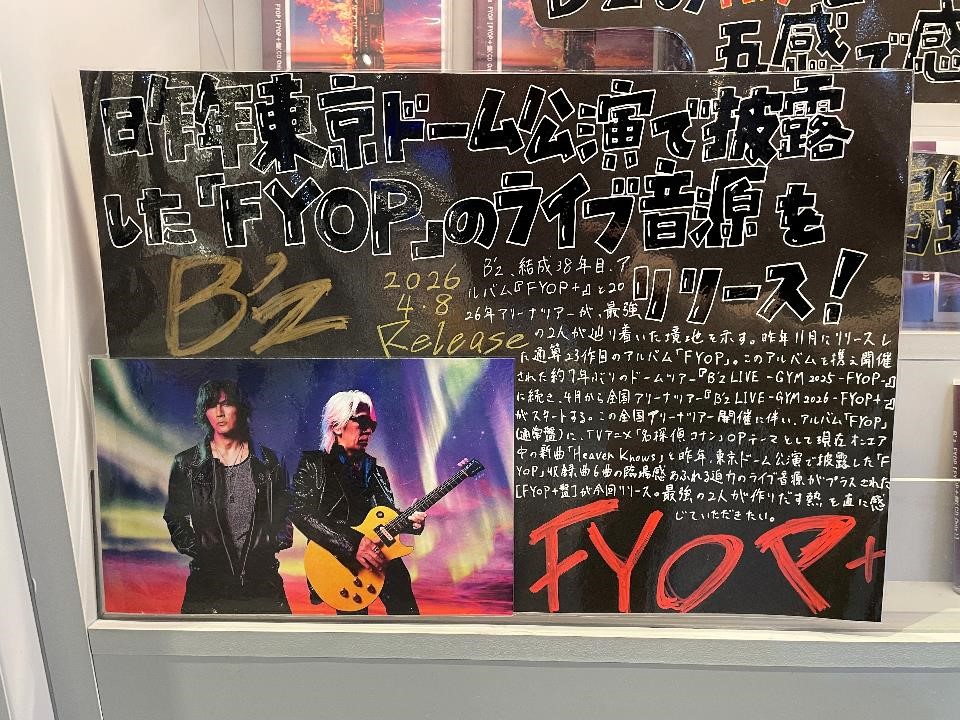 五感で感
昨年東京ドーム公演で披露
した「FYOP」のライブ音源を
リリース!
B'z
2026
4.8
Release
B'z、結成38年目、ア
ルバム『FYOP+』と20
26年アリーナツアーが、最強
の2人が辿り着いた境地を示す。昨年11月にリリースし
た通算23作目のアルバム「FYOP」。このアルバムを携え開催
された約7年ぶりのドームツアー『B'z LIVE-GYM 2025 -FYOP-』
に続き、4月から全国アリーナツアー『B'z LIVE-GYM 2026 -FYOP+-』
がスタートする。この全国アリーナツアー開催に伴い、アルバム「FYOP」
(通常盤)に、TVアニメ「名探偵コナン」OPテーマとして現在オンエア
中の新曲「Heaven Knows」と昨年、東京ドーム公演で披露した「F
YOP」収録曲6曲の臨場感あふれる迫力のライブ音源がプラスされた
[FYOP+盤]が今回リリース。最強の2人が作りだす熱を直に感
じていただきたい。
FYOP+